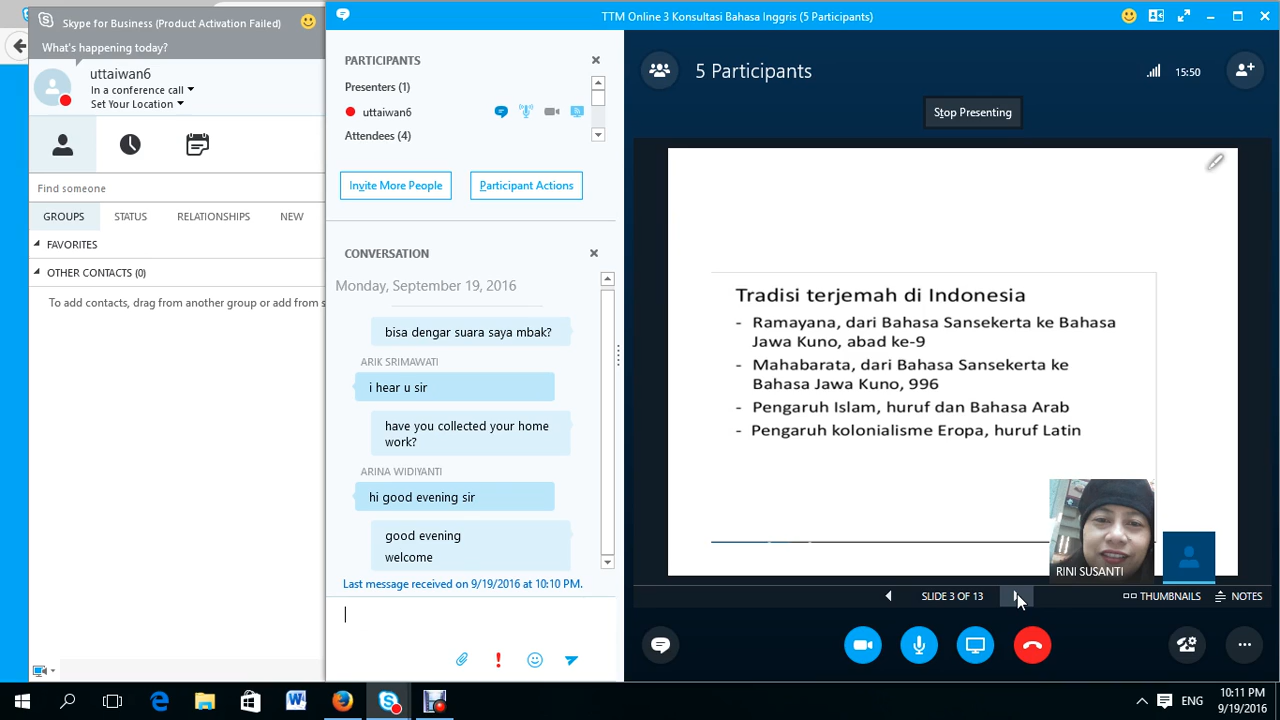 Skype for Business (Product Activation Failed)
What's happening today?
uttaiwan6
In a conference call
Set Your Location
Find someone
GROUPS STATUS RELATIONSHIPS NEW
FAVORITES
OTHER CONTACTS (0)
To add contacts, drag from another group or add from s
TTM Online 3 Konsultasi Bahasa Inggris (5 Participants)
PARTICIPANTS
Presenters (1)
uttaiwan6
Attendees (4)
Invite More People
Participant Actions
CONVERSATION
Monday, September 19, 2016
bisa dengar suara saya mbak?
ARIK SRIMAWATI
i hear u sir
have you collected your home
work?
ARINA WIDIYANTI
hi good evening sir
good evening
welcome
Last message received on 9/19/2016 at 10:10 PM.
5 Participants
15:50
Stop Presenting
Tradisi terjemah di Indonesia
- Ramayana, dari Bahasa Sansekerta ke Bahasa
Jawa Kuno, abad ke-9
- Mahabarata, dari Bahasa Sansekerta ke
Bahasa Jawa Kuno, 996
- Pengaruh Islam, huruf dan Bahasa Arab
- Pengaruh kolonialisme Eropa, huruf Latin
RINI SUSANTI
SLIDE 3 OF 13
THUMBNAILS
NOTES
ENG
10:11 PM
9/19/2016